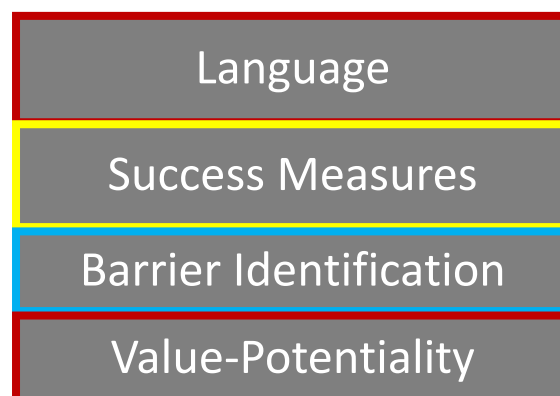 Language
Success Measures
Barrier Identification
Value-Potentiality